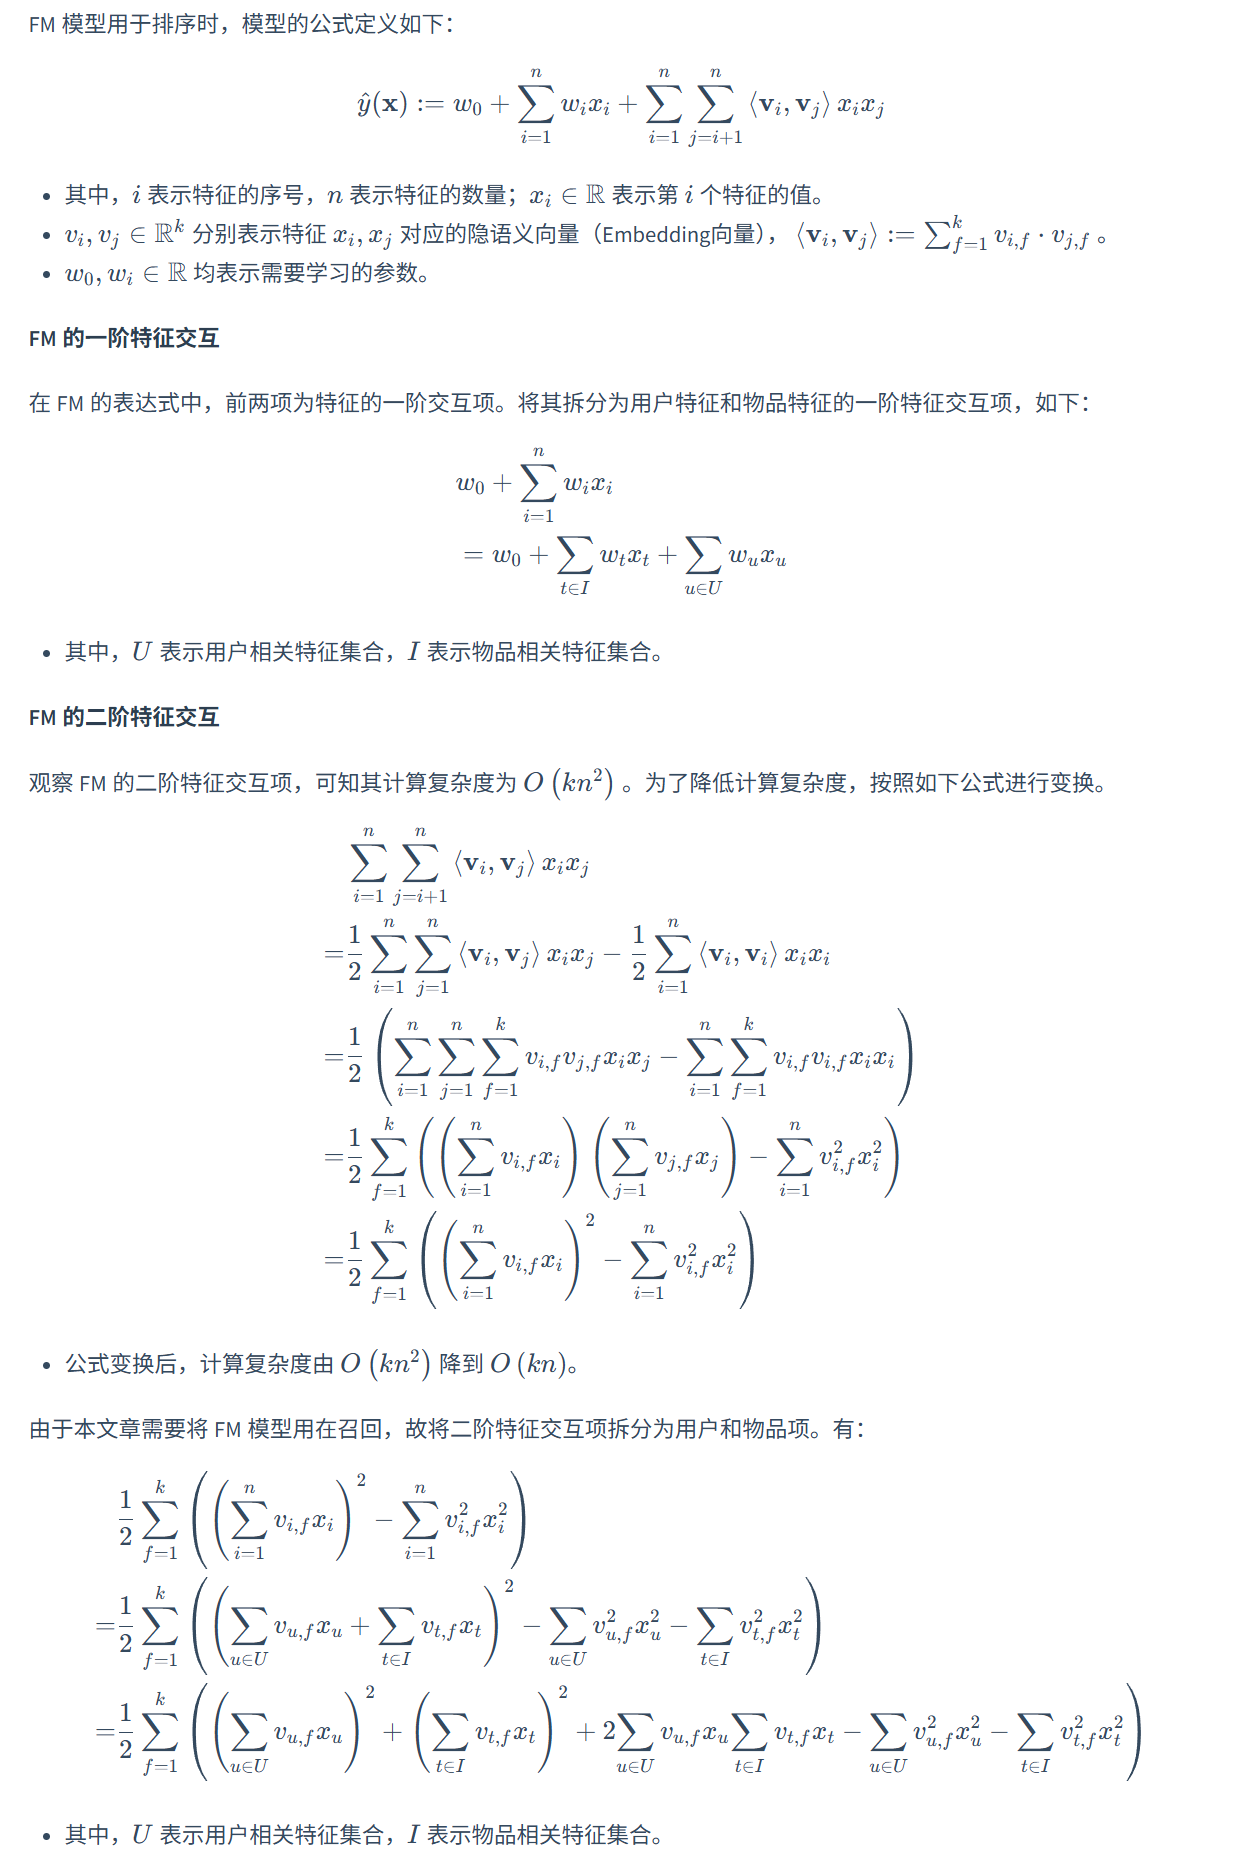 FM 模型用于排序时，模型的公式定义如下：
$$\hat{y}(\mathbf{x}) := w_0 + \sum_{i=1}^{n} w_i x_i + \sum_{i=1}^{n} \sum_{j=i+1}^{n} \langle \mathbf{v}_i, \mathbf{v}_j \rangle x_i x_j$$
• 其中，$i$ 表示特征的序号，$n$ 表示特征的数量；$x_i \in \mathbb{R}$ 表示第 $i$ 个特征的值。
• $v_i, v_j \in \mathbb{R}^k$ 分别表示特征 $x_i, x_j$ 对应的隐语义向量（Embedding向量），$\langle \mathbf{v}_i, \mathbf{v}_j \rangle := \sum_{f=1}^{k} v_{i,f} \cdot v_{j,f}$ 。
• $w_0, w_i \in \mathbb{R}$ 均表示需要学习的参数。
FM 的一阶特征交互
在 FM 的表达式中，前两项为特征的一阶交互项。将其拆分为用户特征和物品特征的一阶特征交互项，如下：
$$w_0 + \sum_{i=1}^{n} w_i x_i$$
$$= w_0 + \sum_{t \in I} w_t x_t + \sum_{u \in U} w_u x_u$$
• 其中，$U$ 表示用户相关特征集合，$I$ 表示物品相关特征集合。
FM 的二阶特征交互
观察 FM 的二阶特征交互项，可知其计算复杂度为 $O\left(kn^2\right)$ 。为了降低计算复杂度，按照如下公式进行变换。
$$\sum_{i=1}^{n} \sum_{j=i+1}^{n} \langle \mathbf{v}_i, \mathbf{v}_j \rangle x_i x_j$$
$$= \frac{1}{2} \sum_{i=1}^{n} \sum_{j=1}^{n} \langle \mathbf{v}_i, \mathbf{v}_j \rangle x_i x_j - \frac{1}{2} \sum_{i=1}^{n} \langle \mathbf{v}_i, \mathbf{v}_i \rangle x_i x_i$$
$$= \frac{1}{2} \left( \sum_{i=1}^{n} \sum_{j=1}^{n} \sum_{f=1}^{k} v_{i,f} v_{j,f} x_i x_j - \sum_{i=1}^{n} \sum_{f=1}^{k} v_{i,f} v_{i,f} x_i x_i \right)$$
$$= \frac{1}{2} \sum_{f=1}^{k} \left( \left( \sum_{i=1}^{n} v_{i,f} x_i \right) \left( \sum_{j=1}^{n} v_{j,f} x_j \right) - \sum_{i=1}^{n} v_{i,f}^2 x_i^2 \right)$$
$$= \frac{1}{2} \sum_{f=1}^{k} \left( \left( \sum_{i=1}^{n} v_{i,f} x_i \right)^2 - \sum_{i=1}^{n} v_{i,f}^2 x_i^2 \right)$$
• 公式变换后，计算复杂度由 $O\left(kn^2\right)$ 降到 $O\left(kn\right)$。
由于本文章需要将 FM 模型用在召回，故将二阶特征交互项拆分为用户和物品项。有：
$$\frac{1}{2} \sum_{f=1}^{k} \left( \left( \sum_{i=1}^{n} v_{i,f} x_i \right)^2 - \sum_{i=1}^{n} v_{i,f}^2 x_i^2 \right)$$
$$= \frac{1}{2} \sum_{f=1}^{k} \left( \left( \sum_{u \in U} v_{u,f} x_u + \sum_{t \in I} v_{t,f} x_t \right)^2 - \sum_{u \in U} v_{u,f}^2 x_u^2 - \sum_{t \in I} v_{t,f}^2 x_t^2 \right)$$
$$= \frac{1}{2} \sum_{f=1}^{k} \left( \left( \sum_{u \in U} v_{u,f} x_u \right)^2 + \left( \sum_{t \in I} v_{t,f} x_t \right)^2 + 2 \sum_{u \in U} v_{u,f} x_u \sum_{t \in I} v_{t,f} x_t - \sum_{u \in U} v_{u,f}^2 x_u^2 - \sum_{t \in I} v_{t,f}^2 x_t^2 \right)$$
• 其中，$U$ 表示用户相关特征集合，$I$ 表示物品相关特征集合。